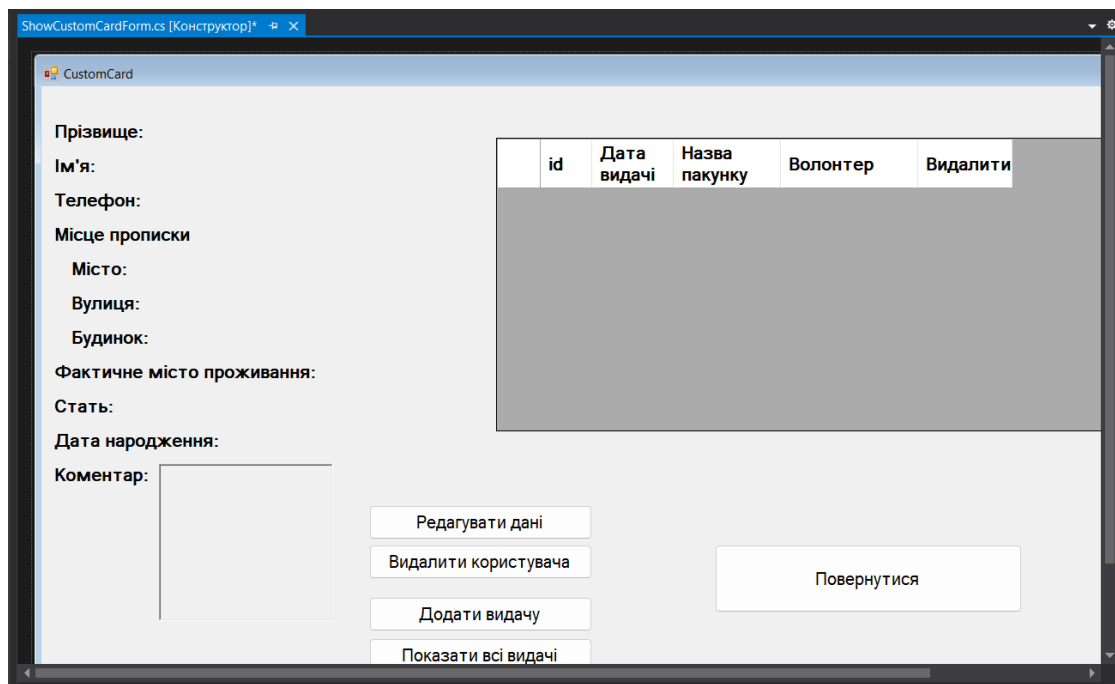 ShowCustomCardForm.cs [Конструктор]*
CustomCard
Прізвище:
Ім'я:
Телефон:
Місце прописки
Місто:
Вулиця:
Будинок:
Фактичне місто проживання:
Стать:
Дата народження:
Коментар:
id
Дата видачі
Назва пакунку
Волонтер
Видалити
Редагувати дані
Видалити користувача
Додати видачу
Показати всі видачі
Повернутися